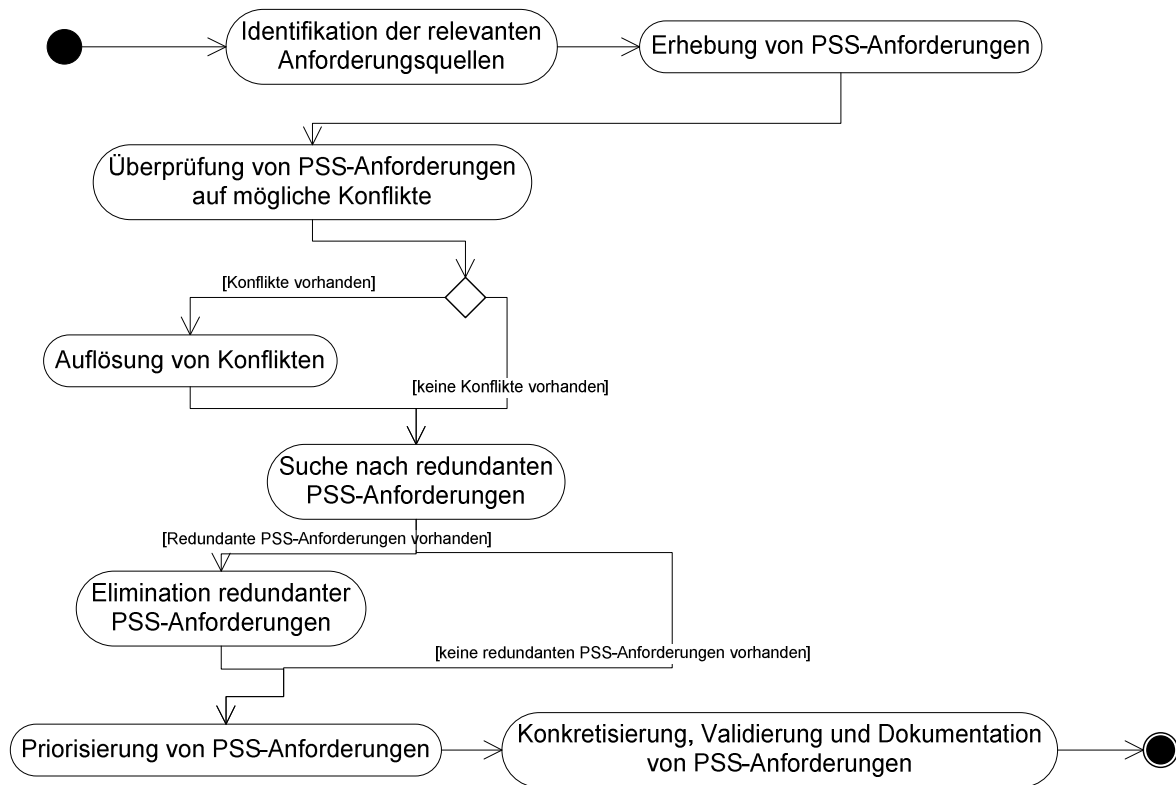 Identifikation der relevanten
Anforderungsquellen
Erhebung von PSS-Anforderungen
Überprüfung von PSS-Anforderungen
auf mögliche Konflikte
[Konflikte vorhanden]
Auflösung von Konflikten
[keine Konflikte vorhanden]
Suche nach redundanten
PSS-Anforderungen
[Redundante PSS-Anforderungen vorhanden]
Elimination redundanter
PSS-Anforderungen
[keine redundanten PSS-Anforderungen vorhanden]
Priorisierung von PSS-Anforderungen
Konkretisierung, Validierung und Dokumentation
von PSS-Anforderungen